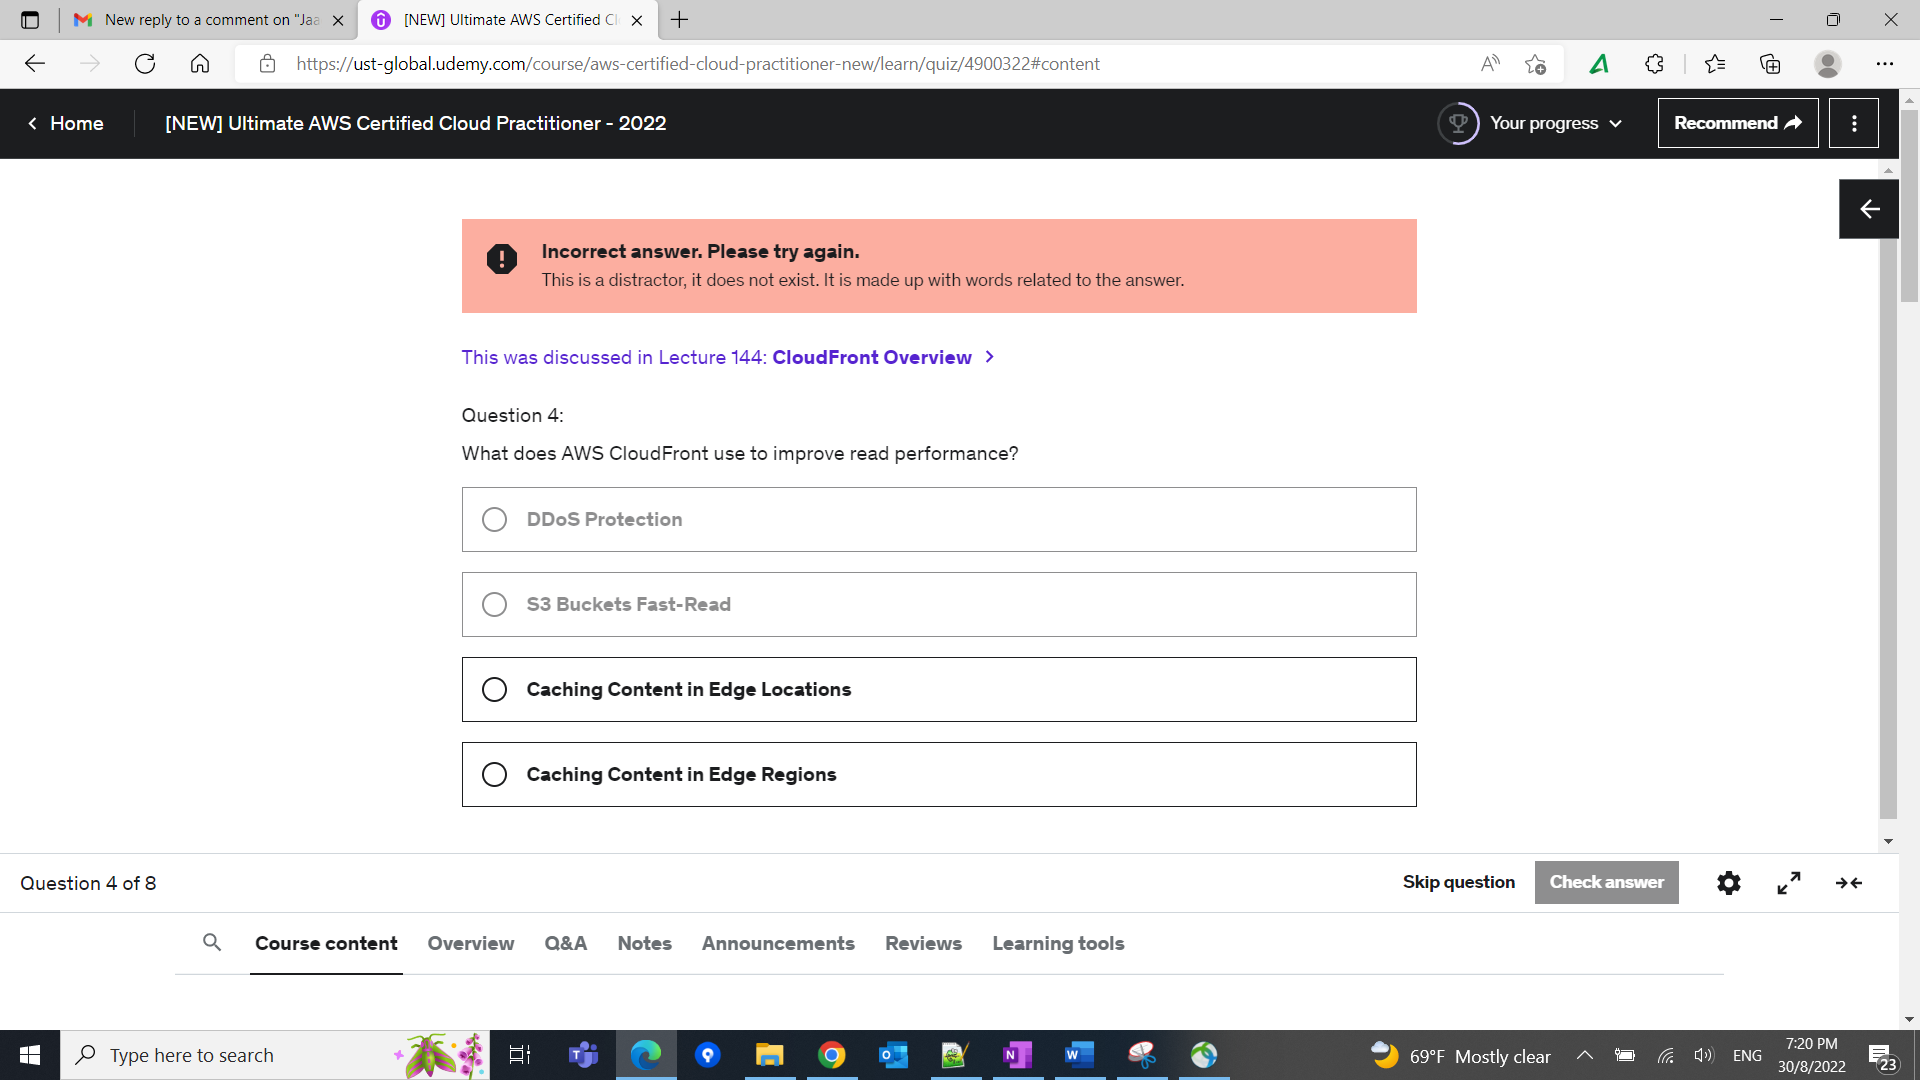 New reply to a comment on "Jaa
[NEW] Ultimate AWS Certified Cl
https://ust-global.udemy.com/course/aws-certified-cloud-practitioner-new/learn/quiz/4900322#content
Home
[NEW] Ultimate AWS Certified Cloud Practitioner - 2022
Your progress
Recommend
Incorrect answer. Please try again.
This is a distractor, it does not exist. It is made up with words related to the answer.
This was discussed in Lecture 144: CloudFront Overview
Question 4:
What does AWS CloudFront use to improve read performance?
DDoS Protection
S3 Buckets Fast-Read
Caching Content in Edge Locations
Caching Content in Edge Regions
Question 4 of 8
Skip question
Check answer
Course content
Overview
Q&A
Notes
Announcements
Reviews
Learning tools
Type here to search
69°F Mostly clear
ENG
7:20 PM
30/8/2022
23